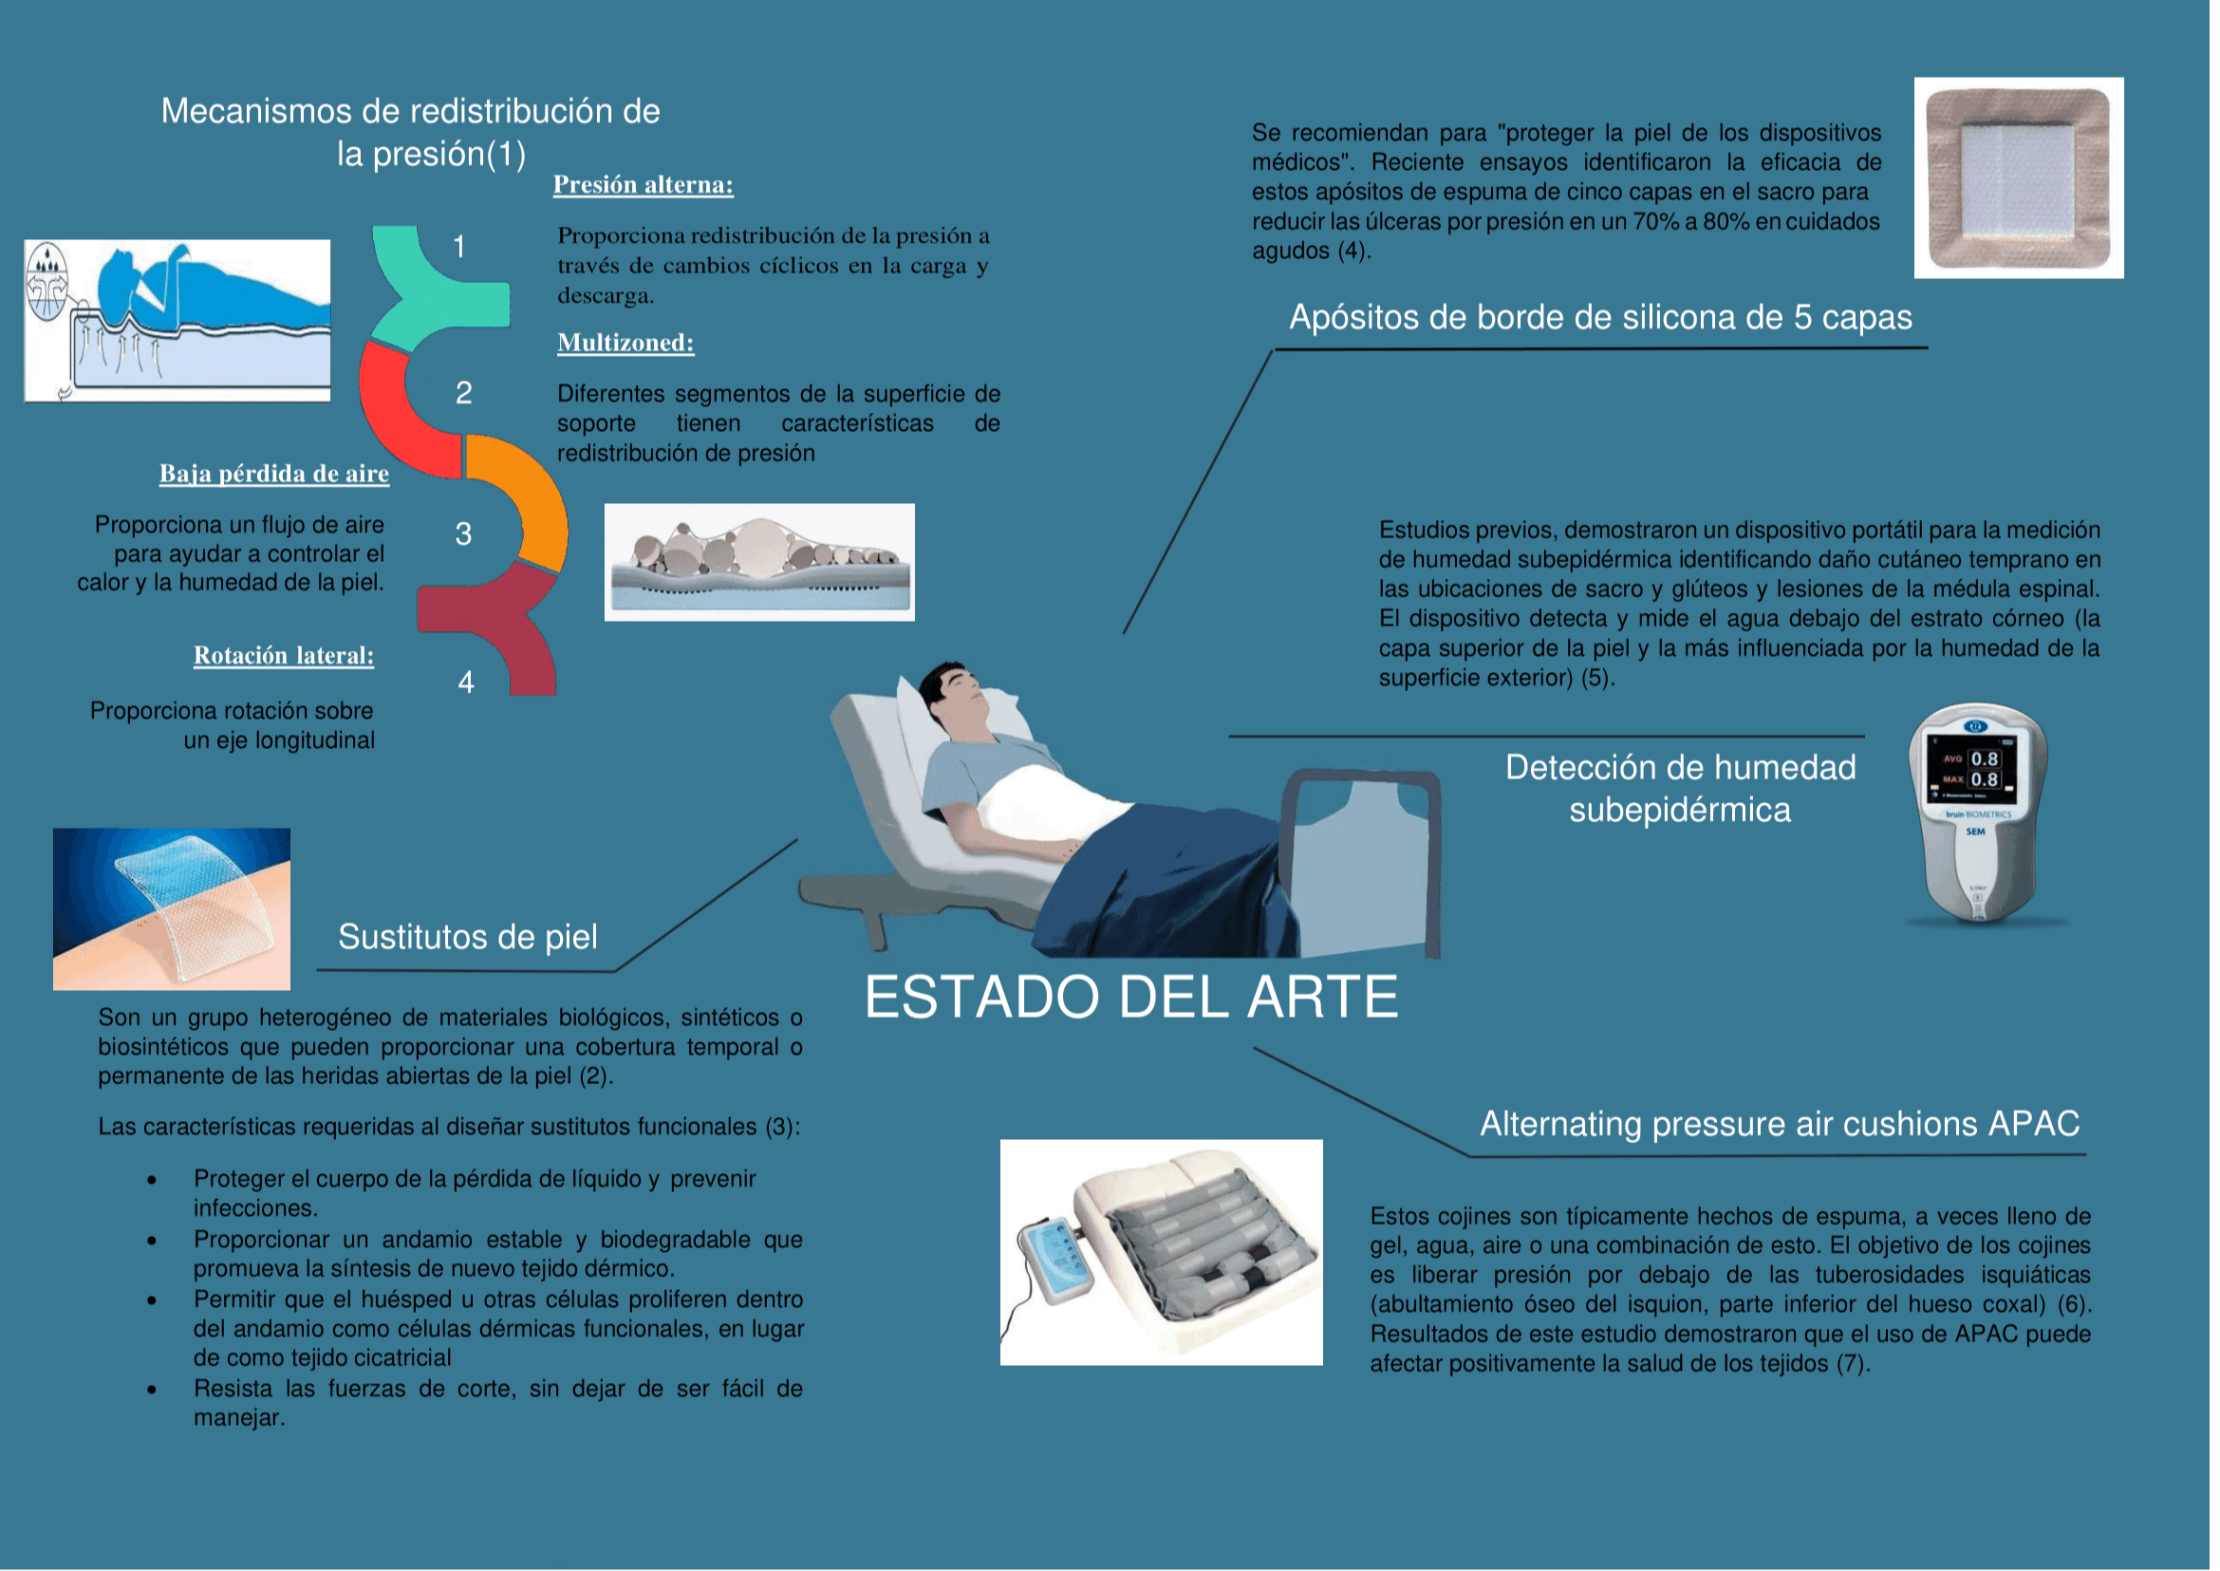 Mecanismos de redistribución de
la presión(1)
1
Presión alterna:
Proporciona redistribución de la presión a
través de cambios cíclicos en la carga y
descarga.
2
Multizoned:
Diferentes segmentos de la superficie de
soporte tienen características de
redistribución de presión
3
Baja pérdida de aire
Proporciona un flujo de aire
para ayudar a controlar el
calor y la humedad de la piel.
4
Rotación lateral:
Proporciona rotación sobre
un eje longitudinal
Sustitutos de piel
Son un grupo heterogéneo de materiales biológicos, sintéticos o
biosintéticos que pueden proporcionar una cobertura temporal o
permanente de las heridas abiertas de la piel (2).
Las características requeridas al diseñar sustitutos funcionales (3):
• Proteger el cuerpo de la pérdida de líquido y prevenir
infecciones.
• Proporcionar un andamio estable y biodegradable que
promueva la síntesis de nuevo tejido dérmico.
• Permitir que el huésped u otras células proliferen dentro
del andamio como células dérmicas funcionales, en lugar
de como tejido cicatricial
• Resista las fuerzas de corte, sin dejar de ser fácil de
manejar.
ESTADO DEL ARTE
Se recomiendan para "proteger la piel de los dispositivos
médicos". Reciente ensayos identificaron la eficacia de
estos apósitos de espuma de cinco capas en el sacro para
reducir las úlceras por presión en un 70% a 80% en cuidados
agudos (4).
Apósitos de borde de silicona de 5 capas
Estudios previos, demostraron un dispositivo portátil para la medición
de humedad subepidérmica identificando daño cutáneo temprano en
las ubicaciones de sacro y glúteos y lesiones de la médula espinal.
El dispositivo detecta y mide el agua debajo del estrato córneo (la
capa superior de la piel y la más influenciada por la humedad de la
superficie exterior) (5).
Detección de humedad
subepidérmica
AVG 0.8
MAX 0.8
bruin BIOMETRICS
SEM
Alternating pressure air cushions APAC
Estos cojines son típicamente hechos de espuma, a veces lleno de
gel, agua, aire o una combinación de esto. El objetivo de los cojines
es liberar presión por debajo de las tuberosidades isquiáticas
(abultamiento óseo del isquion, parte inferior del hueso coxal) (6).
Resultados de este estudio demostraron que el uso de APAC puede
afectar positivamente la salud de los tejidos (7).